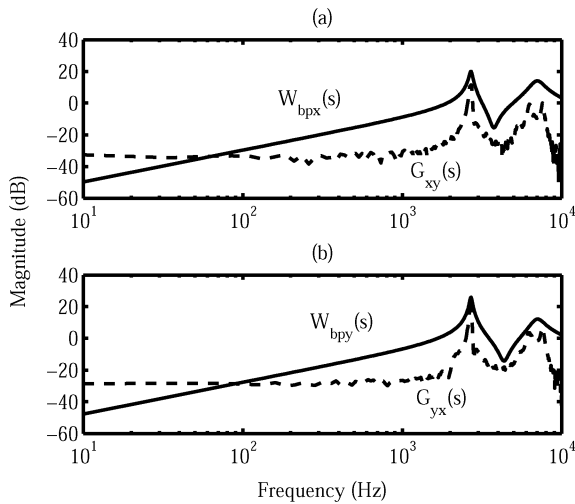 (a)
40
20
0
−20
−40
−60
W_bpx(s)
G_xy(s)
10^1
10^2
10^3
10^4
Magnitude (dB)
(b)
40
20
0
−20
−40
−60
W_bpy(s)
G_yx(s)
10^1
10^2
10^3
10^4
Frequency (Hz)